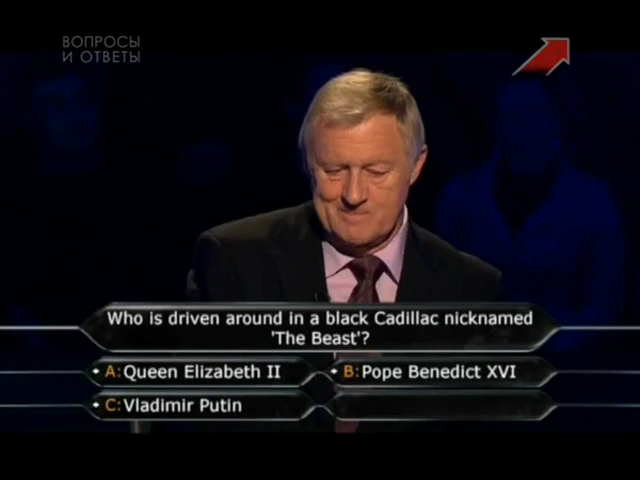 ВОПРОСЫ
И ОТВЕТЫ
Who is driven around in a black Cadillac nicknamed
'The Beast'?
A: Queen Elizabeth II
B: Pope Benedict XVI
C: Vladimir Putin